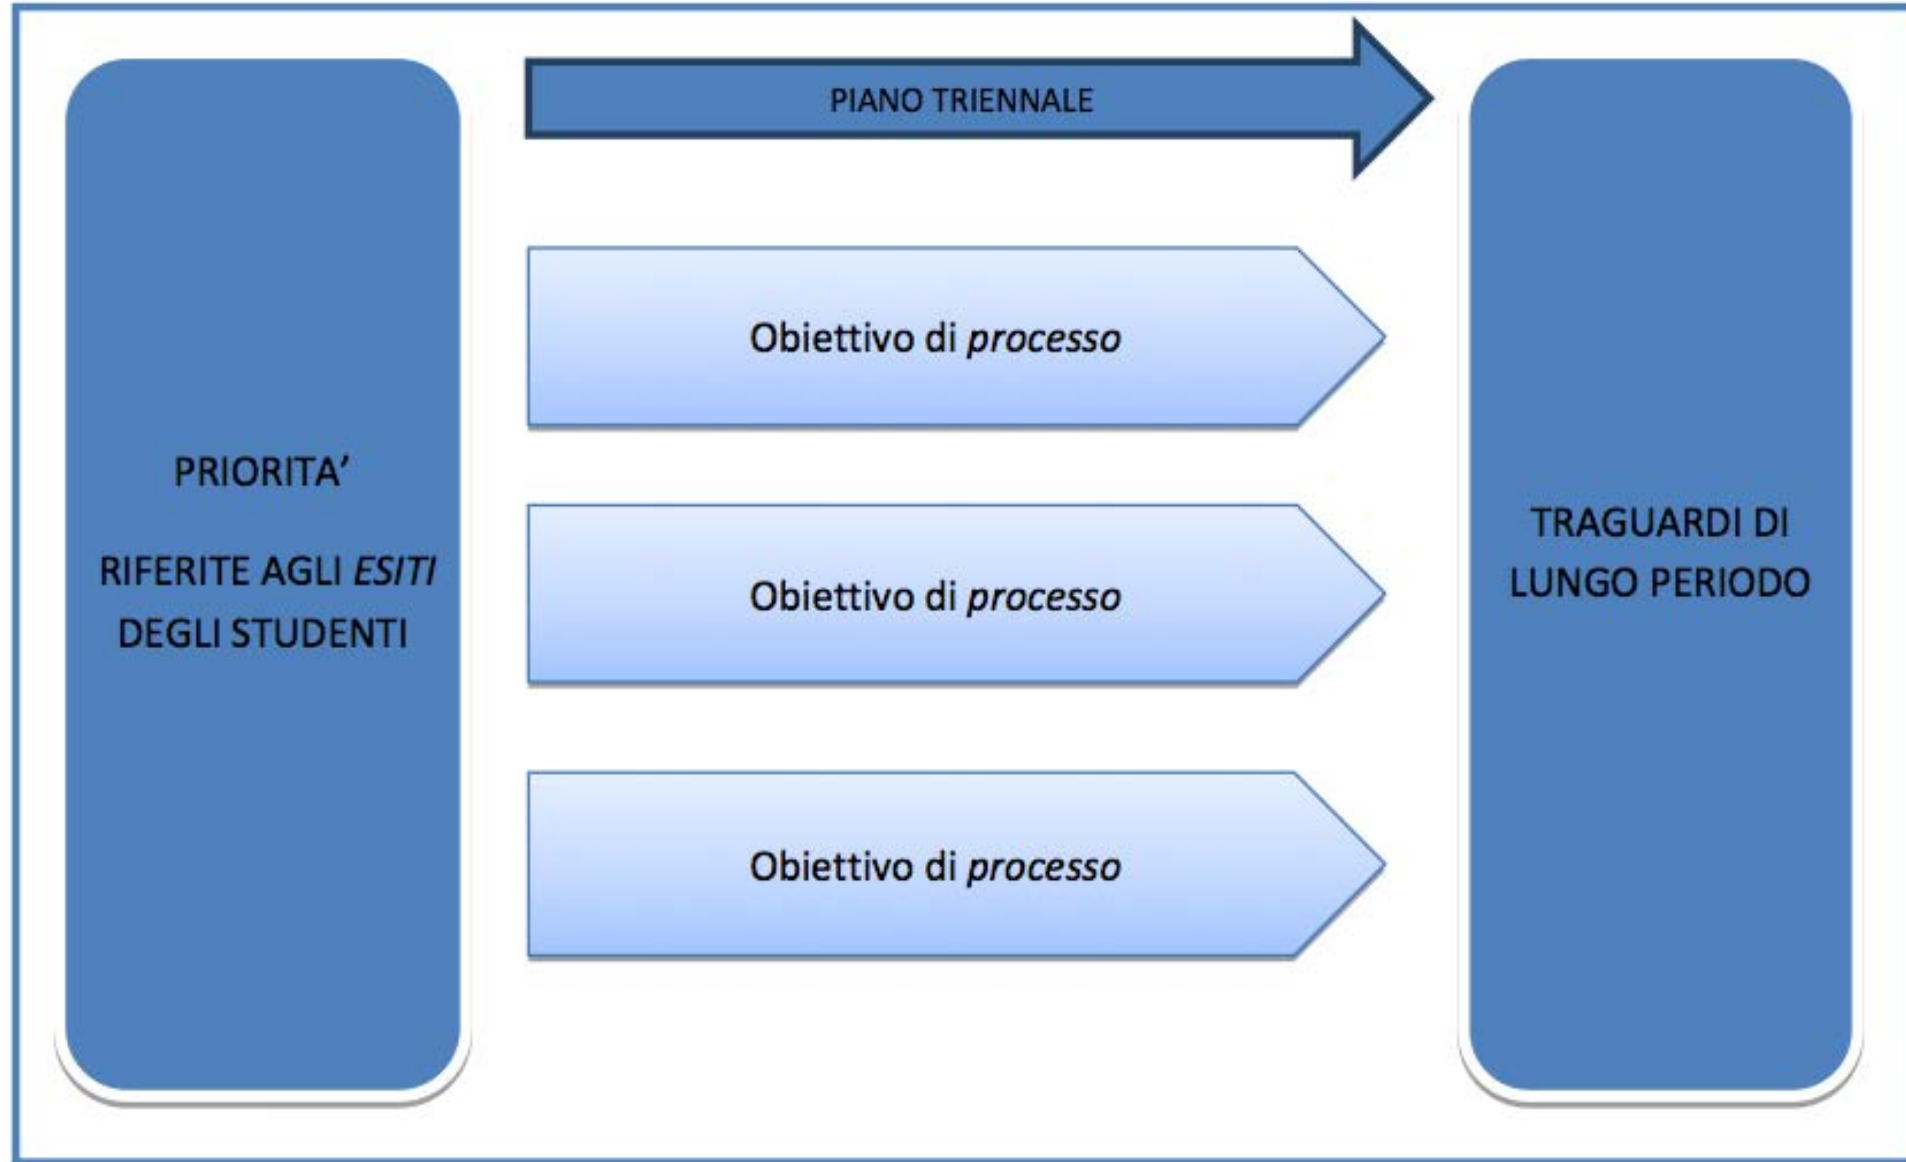 PIANO TRIENNALE
PRIORITA’
RIFERITE AGLI ESITI
DEGLI STUDENTI
Obiettivo di processo
Obiettivo di processo
Obiettivo di processo
TRAGUARDI DI
LUNGO PERIODO